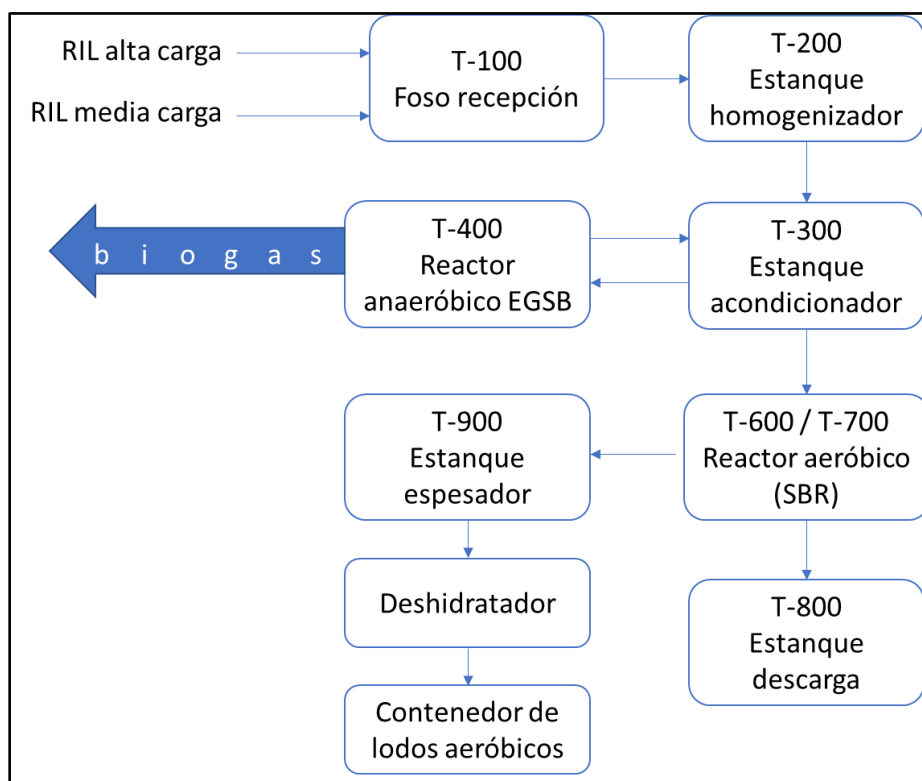 RIL alta carga
RIL media carga
T-100
Foso recepción
T-200
Estanque
homogenizador
biogas
T-400
Reactor
anaeróbico EGSB
T-300
Estanque
acondicionador
T-900
Estanque
espesador
T-600 / T-700
Reactor aeróbico
(SBR)
Deshidratador
T-800
Estanque
descarga
Contenedor de
lodos aeróbicos